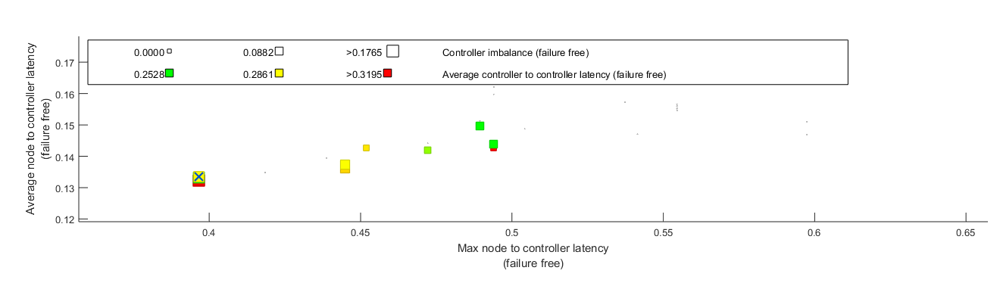 Average node to controller latency
(failure free)
0.17
0.16
0.15
0.14
0.13
0.12
0.0000 0.0882 >0.1765 Controller imbalance (failure free)
0.2528 0.2861 >0.3195 Average controller to controller latency (failure free)
0.4 0.45 0.5 0.55 0.6 0.65
Max node to controller latency
(failure free)